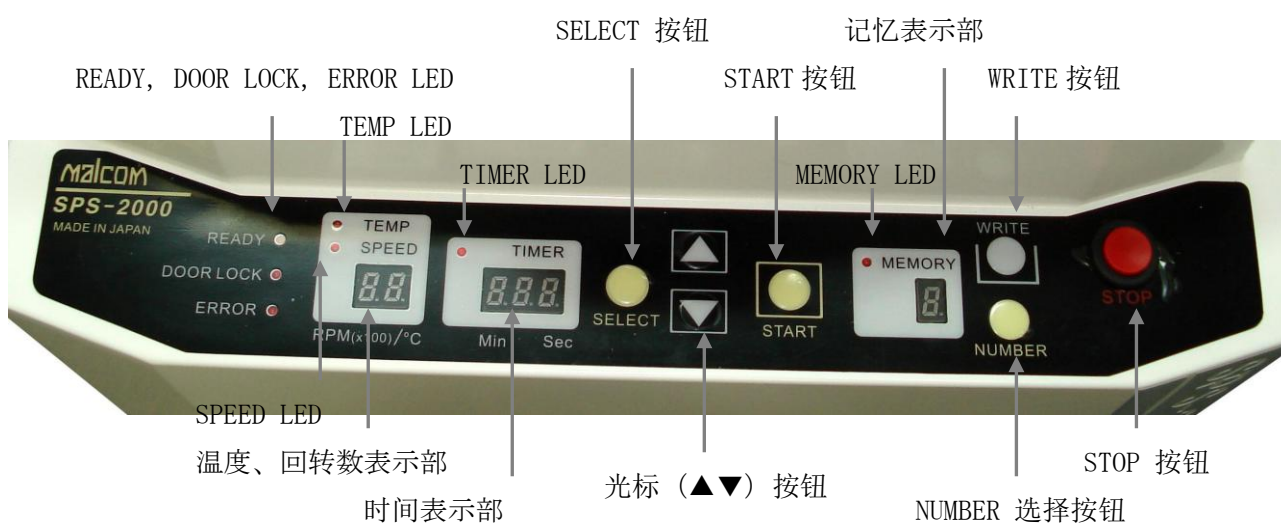 SELECT 按钮
记忆表示部
READY, DOOR LOCK, ERROR LED
START 按钮
WRITE 按钮
TEMP LED
TIMER LED
MEMORY LED
malcom
SPS-2000
MADE IN JAPAN
READY
DOOR LOCK
ERROR
TEMP
SPEED
8.8.
RPM(x100)/°C
TIMER
8.8.8.
Min Sec
SELECT
▲
▼
START
MEMORY
8.
WRITE
NUMBER
STOP
SPEED LED
温度、回转数表示部
时间表示部
光标 (▲▼) 按钮
STOP 按钮
NUMBER 选择按钮